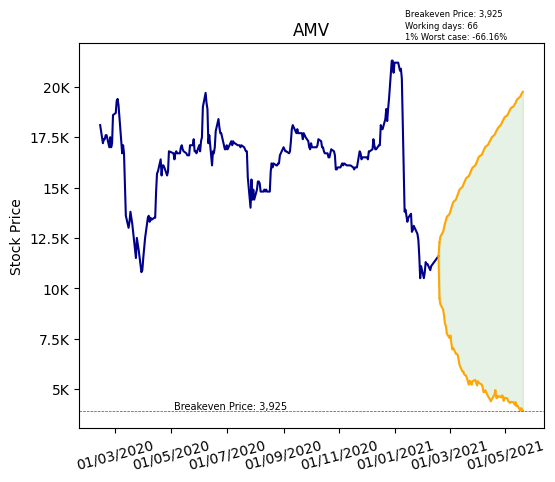 Breakeven Price: 3,925
Working days: 66
1% Worst case: -66.16%
AMV
Stock Price
20K
17.5K
15K
12.5K
10K
7.5K
5K
Breakeven Price: 3,925
01/03/2020
01/05/2020
01/07/2020
01/09/2020
01/11/2020
01/01/2021
01/03/2021
01/05/2021